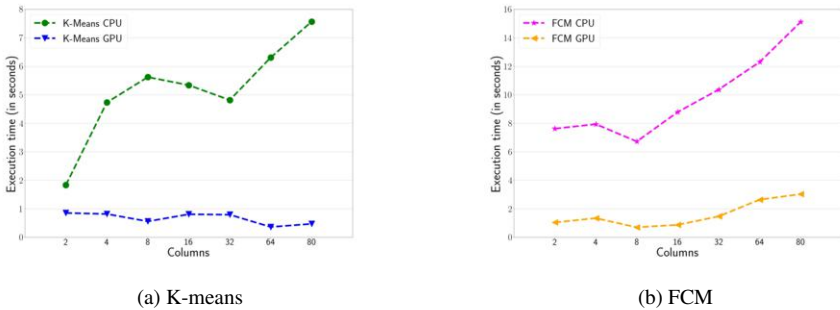 K-Means CPU
K-Means GPU
Execution time (in seconds)
8
7
6
5
4
3
2
1
0
2 4 8 16 32 64 80
Columns
(a) K-means
FCM CPU
FCM GPU
Execution time (in seconds)
16
14
12
10
8
6
4
2
0
2 4 8 16 32 64 80
Columns
(b) FCM